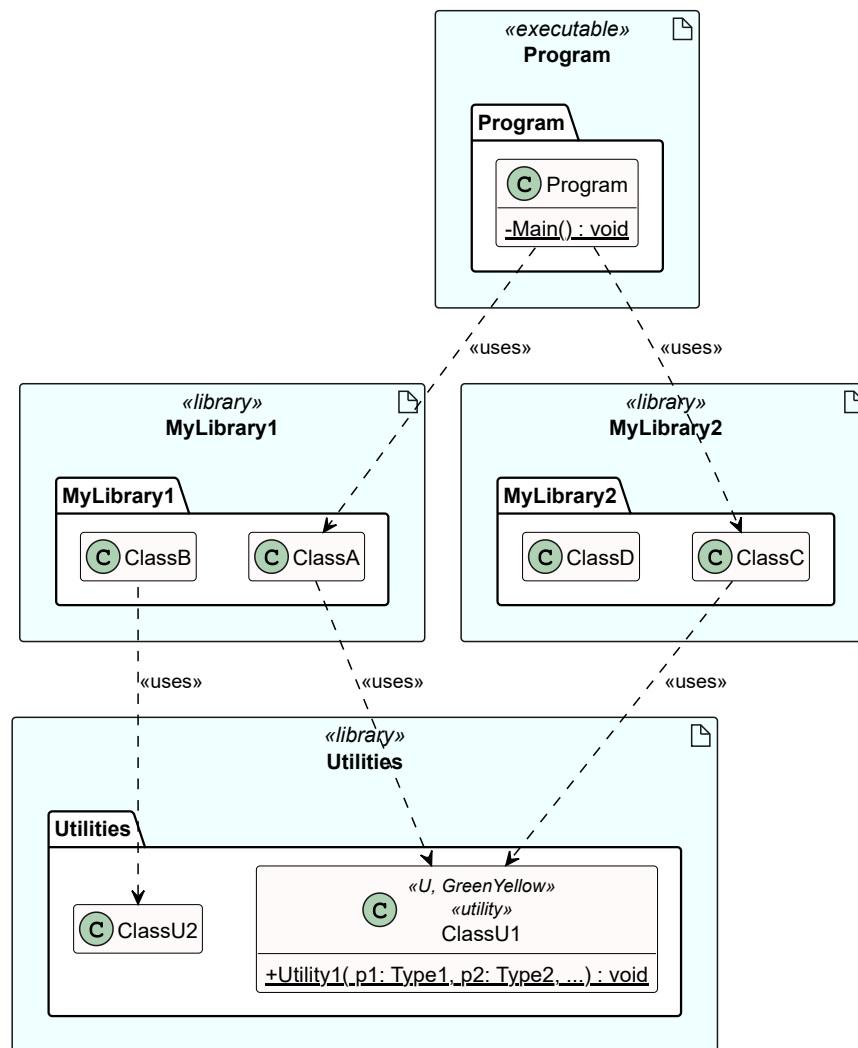 «executable»
Program
Program
C Program
-Main() : void
«uses»
«uses»
«library»
MyLibrary1
«library»
MyLibrary2
MyLibrary1
MyLibrary2
C ClassB
C ClassA
C ClassD
C ClassC
«uses»
«uses»
«uses»
«library»
Utilities
Utilities
C ClassU2
«U, GreenYellow»
«utility»
C
ClassU1
+Utility1( p1: Type1, p2: Type2, ...) : void